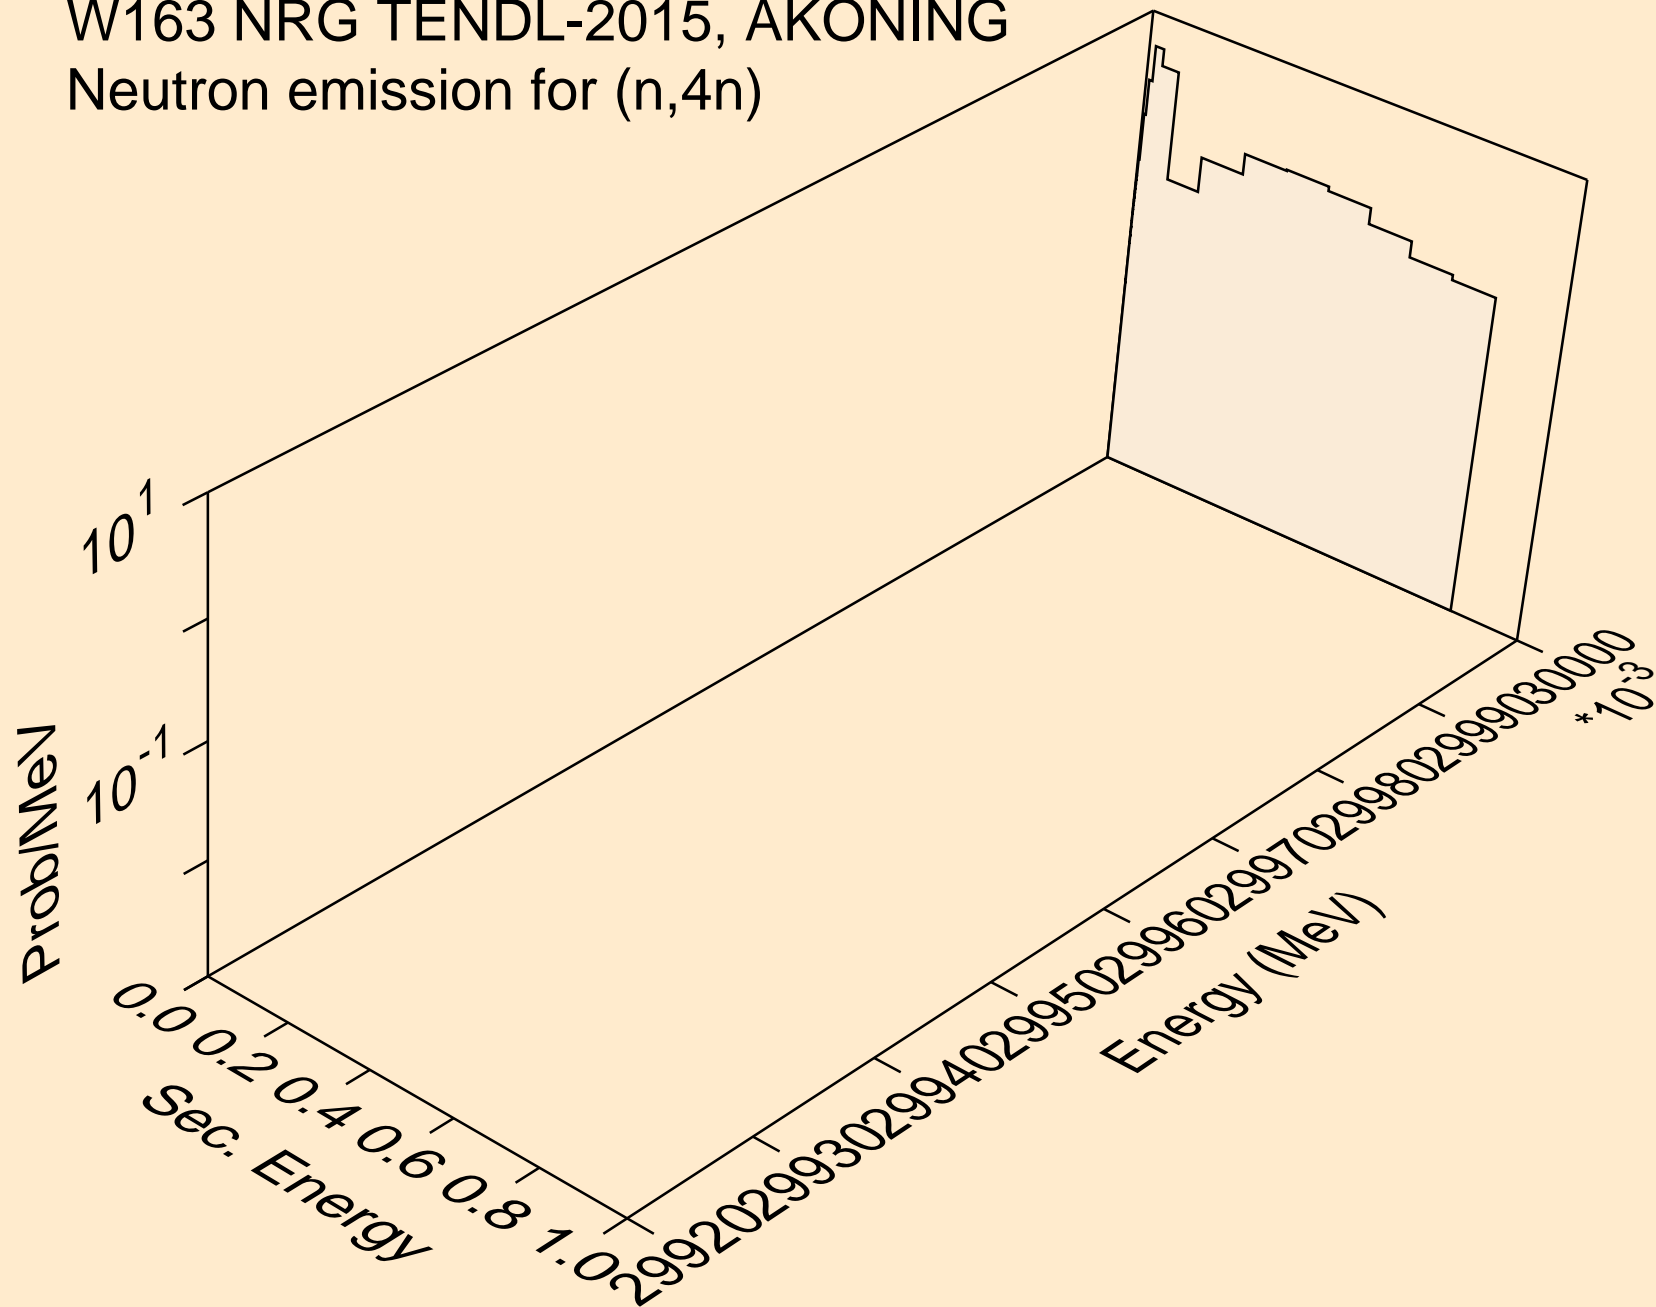 W163 NRG TENDL-2015, AKONING
Neutron emission for (n,4n)
10^1
10^-1
Prob/MeV
0.0 0.2 0.4 0.6 0.8 1.0
Sec. Energy
29920 29930 29940 29950 29960 29970 29980 29990 30000
*10^-3
Energy (MeV)